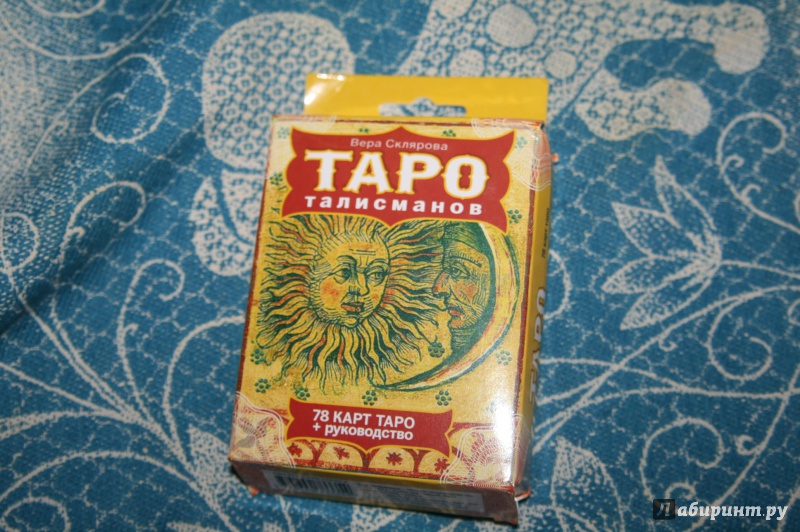 Вера Склярова
ТАРО
талисманов
78 КАРТ ТАРО
+ руководство
ТАРО
Лабиринт.ру